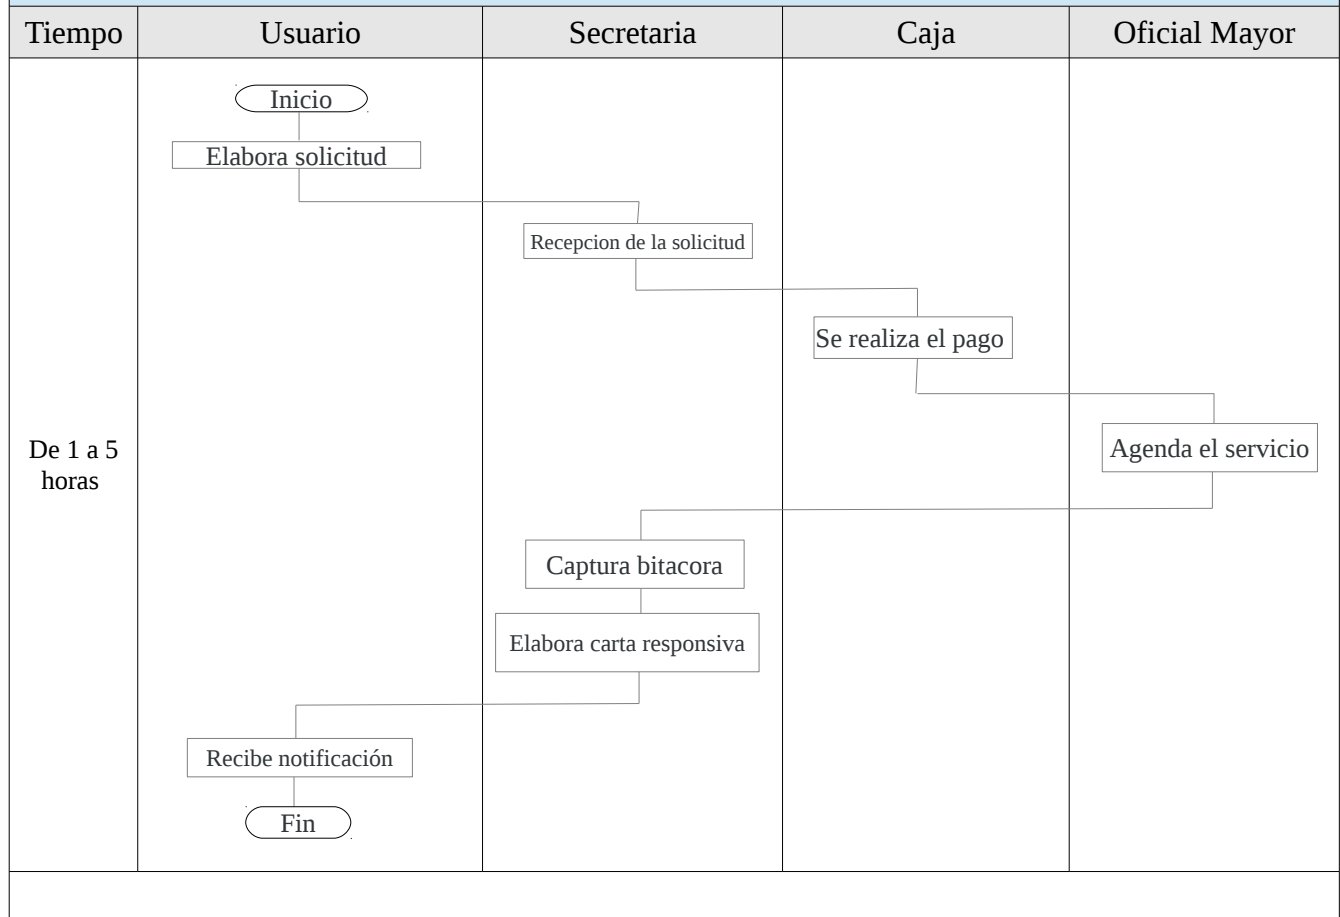 Tiempo
Usuario
Secretaria
Caja
Oficial Mayor
Inicio
Elabora solicitud
Recepcion de la solicitud
Se realiza el pago
De 1 a 5
horas
Agenda el servicio
Captura bitacora
Elabora carta responsiva
Recibe notificación
Fin